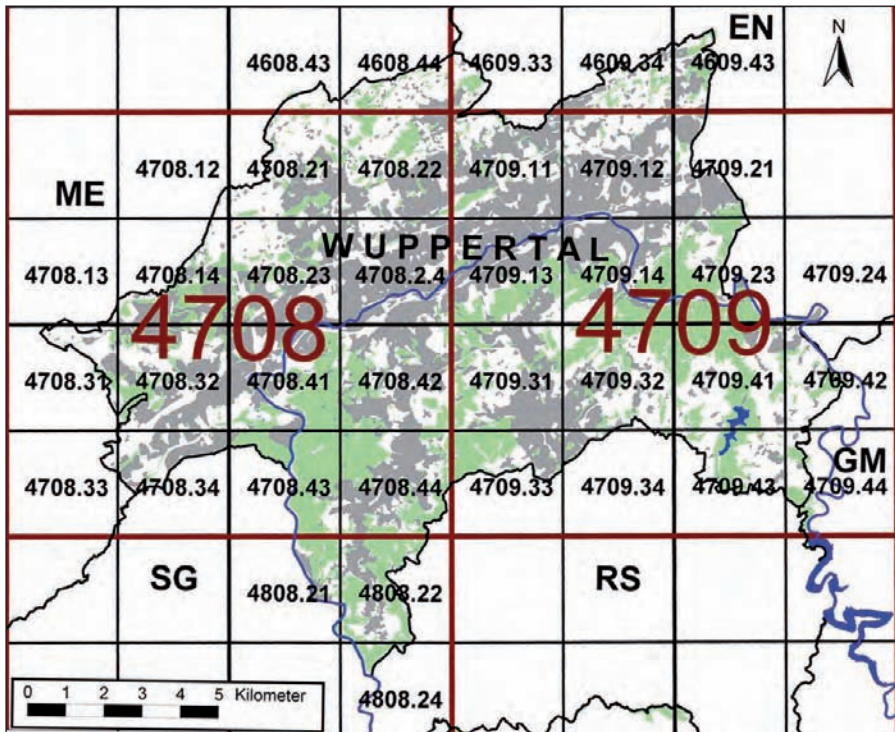 EN
N
4608.43 4608.44 4609.33 4609.34 4609.43
4708.12 4708.21 4708.22 4709.11 4709.12 4709.21
ME
WUPPERTAL
4708.13 4708.14 4708.23 4708.2.4 4709.13 4709.14 4709.23 4709.24
4708 4709
4708.31 4708.32 4708.41 4708.42 4709.31 4709.32 4709.41 4709.42
GM
4708.33 4708.34 4708.43 4708.44 4709.33 4709.34 4709.43 4709.44
SG RS
4808.21 4808.22
0 1 2 3 4 5 Kilometer
4808.24